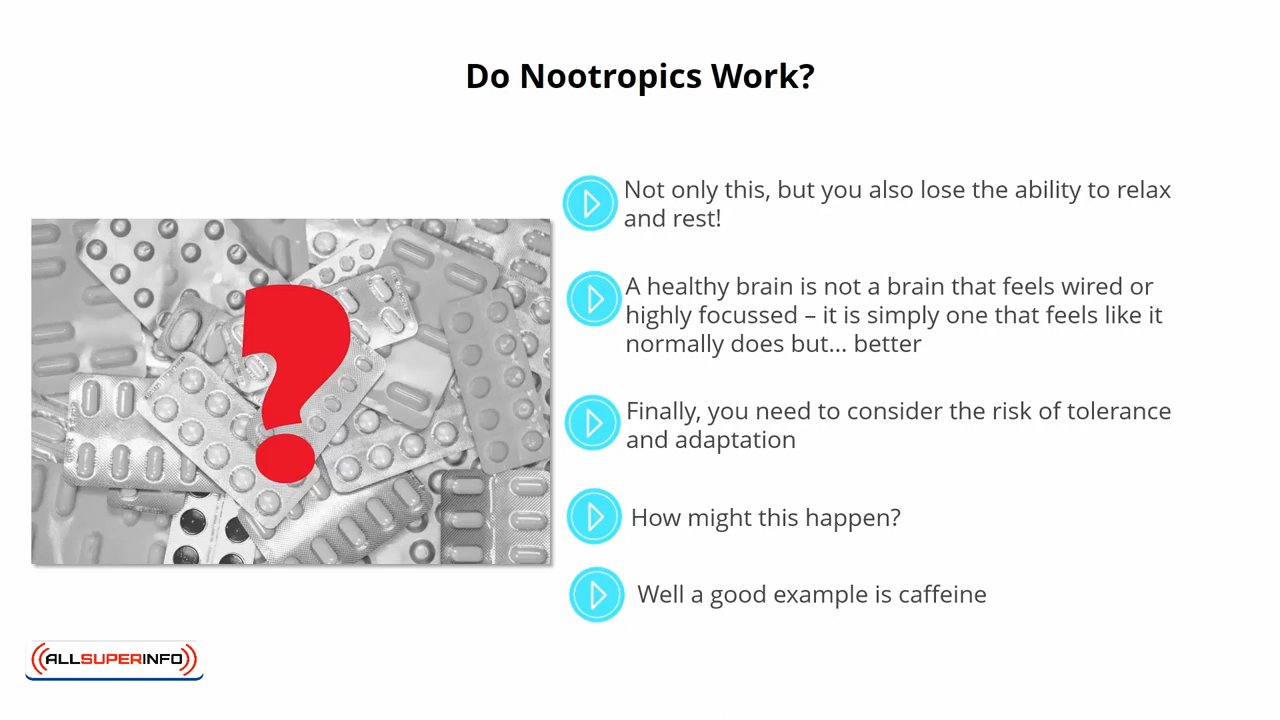 Do Nootropics Work?
Not only this, but you also lose the ability to relax
and rest!
A healthy brain is not a brain that feels wired or
highly focussed – it is simply one that feels like it
normally does but... better
Finally, you need to consider the risk of tolerance
and adaptation
How might this happen?
Well a good example is caffeine
ALLSUPERINFO